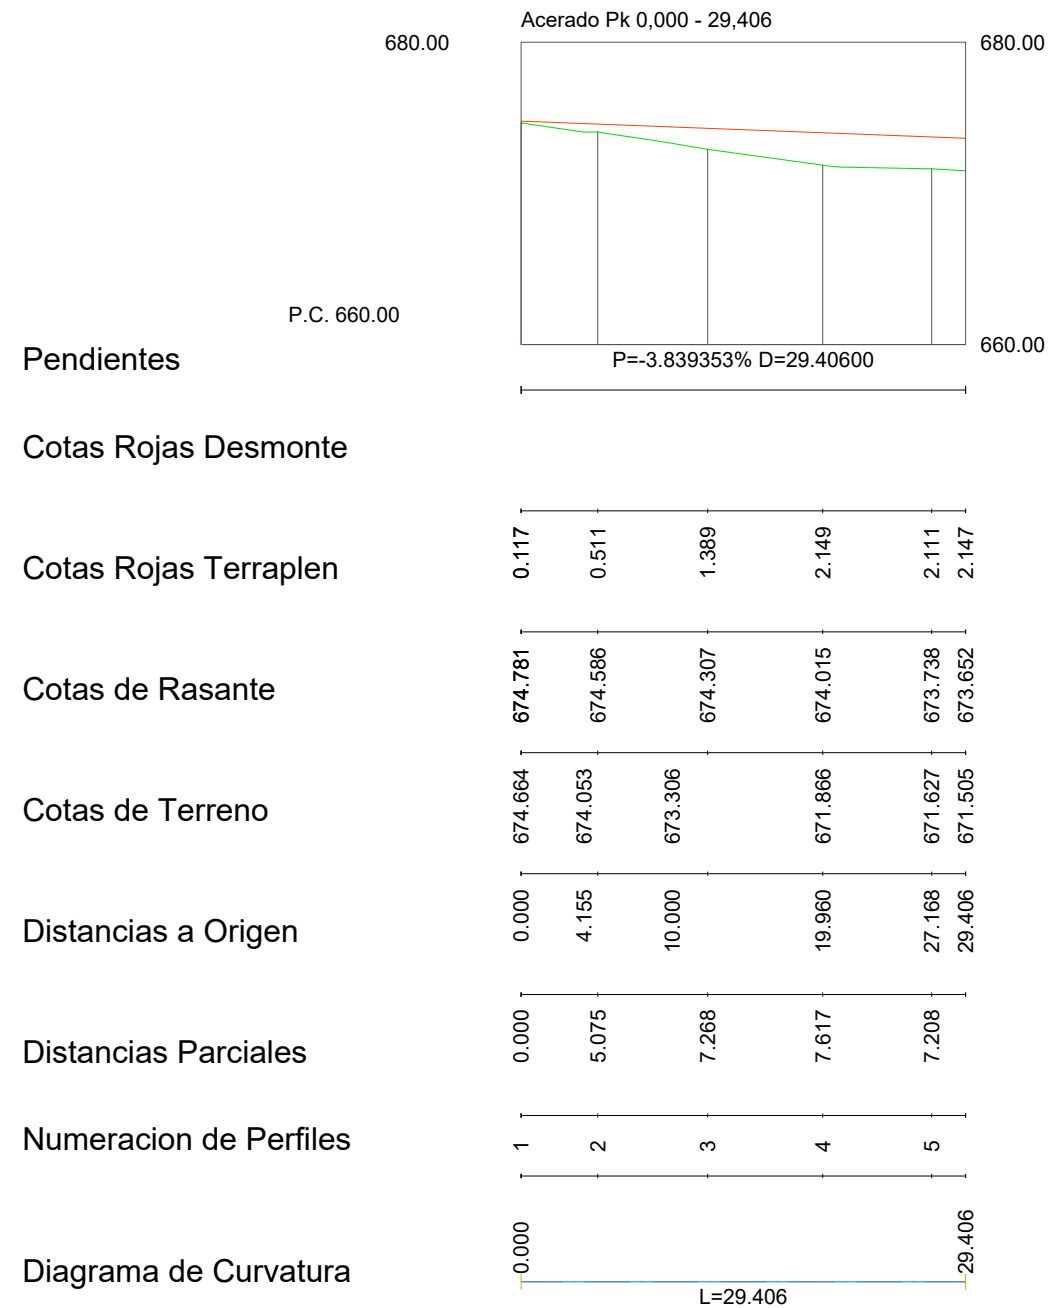 Acerado Pk 0,000 - 29,406
680.00 680.00
P.C. 660.00
660.00
Pendientes
P=-3.839353% D=29.40600
Cotas Rojas Desmonte
Cotas Rojas Terraplen
0.117 0.511 1.389 2.149 2.111 2.147
Cotas de Rasante
674.781 674.586 674.307 674.015 673.738 673.652
Cotas de Terreno
674.664 674.053 673.306 671.866 671.627 671.505
Distancias a Origen
0.000 4.155 10.000 19.960 27.168 29.406
Distancias Parciales
0.000 5.075 7.268 7.617 7.208
Numeracion de Perfiles
1 2 3 4 5
Diagrama de Curvatura
0.000 29.406
L=29.406